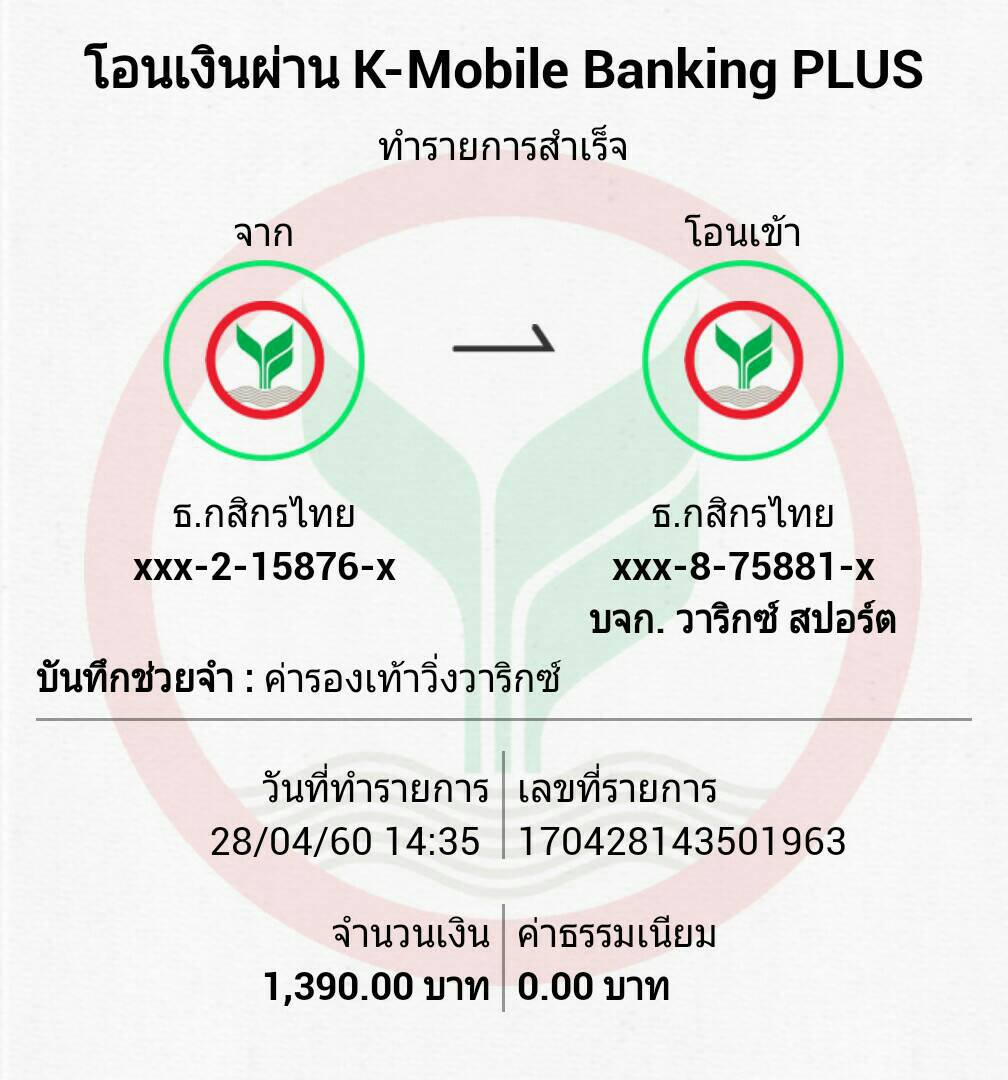 โอนเงินผ่าน K-Mobile Banking PLUS
ทำรายการสำเร็จ
จาก
โอนเข้า
ธ.กสิกรไทย
xxx-2-15876-x
ธ.กสิกรไทย
xxx-8-75881-x
บจก. วาริกซ์ สปอร์ต
บันทึกช่วยจำ : ค่ารองเท้าวิ่งวาริกซ์
วันที่ทำรายการ
28/04/60 14:35
เลขที่รายการ
170428143501963
จำนวนเงิน
1,390.00 บาท
ค่าธรรมเนียม
0.00 บาท